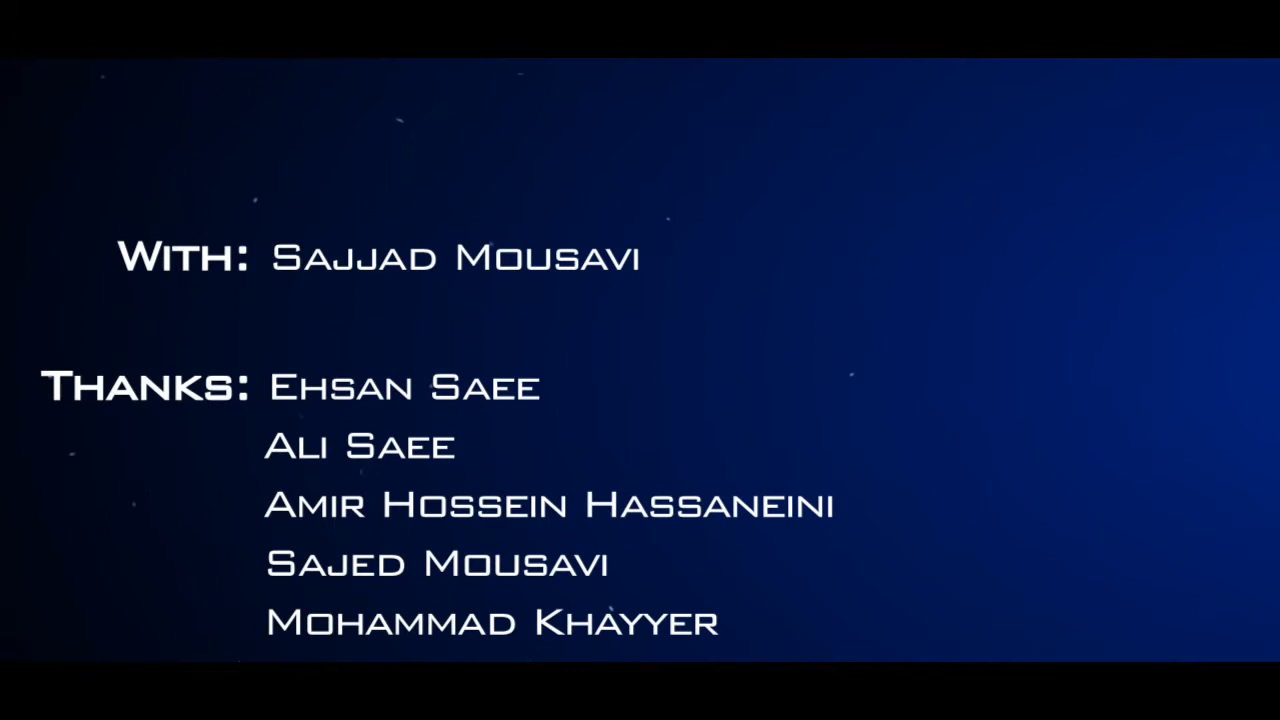 With: Sajjad Mousavi
Thanks: Ehsan Saee
Ali Saee
Amir Hossein Hassaneini
Sajed Mousavi
Mohammad Khayyer